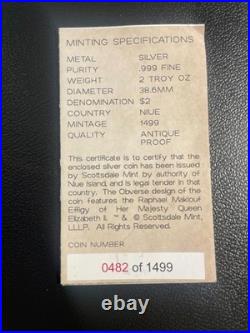 MINTING SPECIFICATIONS
METAL SILVER
PURITY .999 FINE
WEIGHT 2 TROY OZ
DIAMETER 38.6MM
DENOMINATION $2
COUNTRY NIUE
MINTAGE 1499
QUALITY ANTIQUE
PROOF
This certificate is to certify that the
enclosed silver coin has been issued
by Scottsdale Mint by authority of
Niue Island, and is legal tender in that
country. The Obverse design of the
coin features the Raphael Maklouf
Effigy of Her Majesty Queen
Elizabeth II. ™ & © Scottsdale Mint,
LLLP. All Rights Reserved.
COIN NUMBER
0482 of 1499
thesilvercoin.com